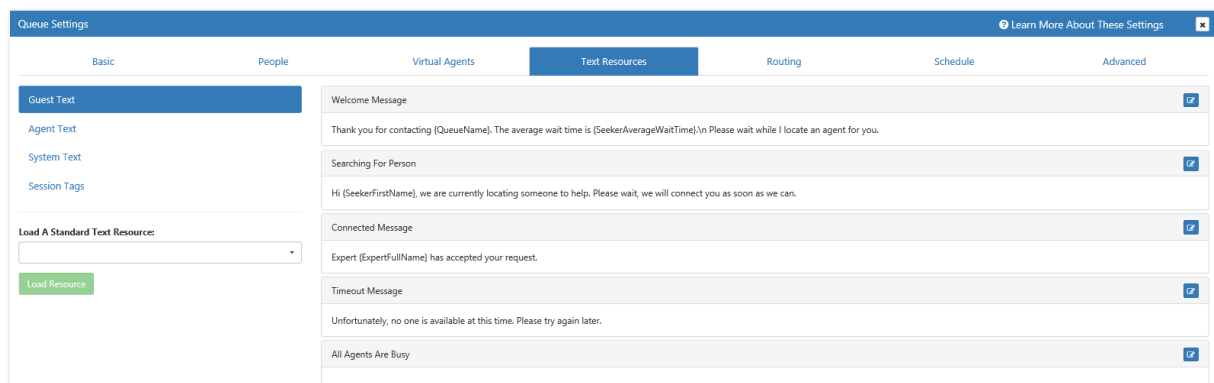 Queue Settings
Learn More About These Settings
Basic
People
Virtual Agents
Text Resources
Routing
Schedule
Advanced
Guest Text
Agent Text
System Text
Session Tags
Load A Standard Text Resource:
Load Resource
Welcome Message
Thank you for contacting {QueueName}. The average wait time is {SeekerAverageWaitTime}.\n Please wait while I locate an agent for you.
Searching For Person
Hi {SeekerFirstName}, we are currently locating someone to help. Please wait, we will connect you as soon as we can.
Connected Message
Expert {ExpertFullName} has accepted your request.
Timeout Message
Unfortunately, no one is available at this time. Please try again later.
All Agents Are Busy